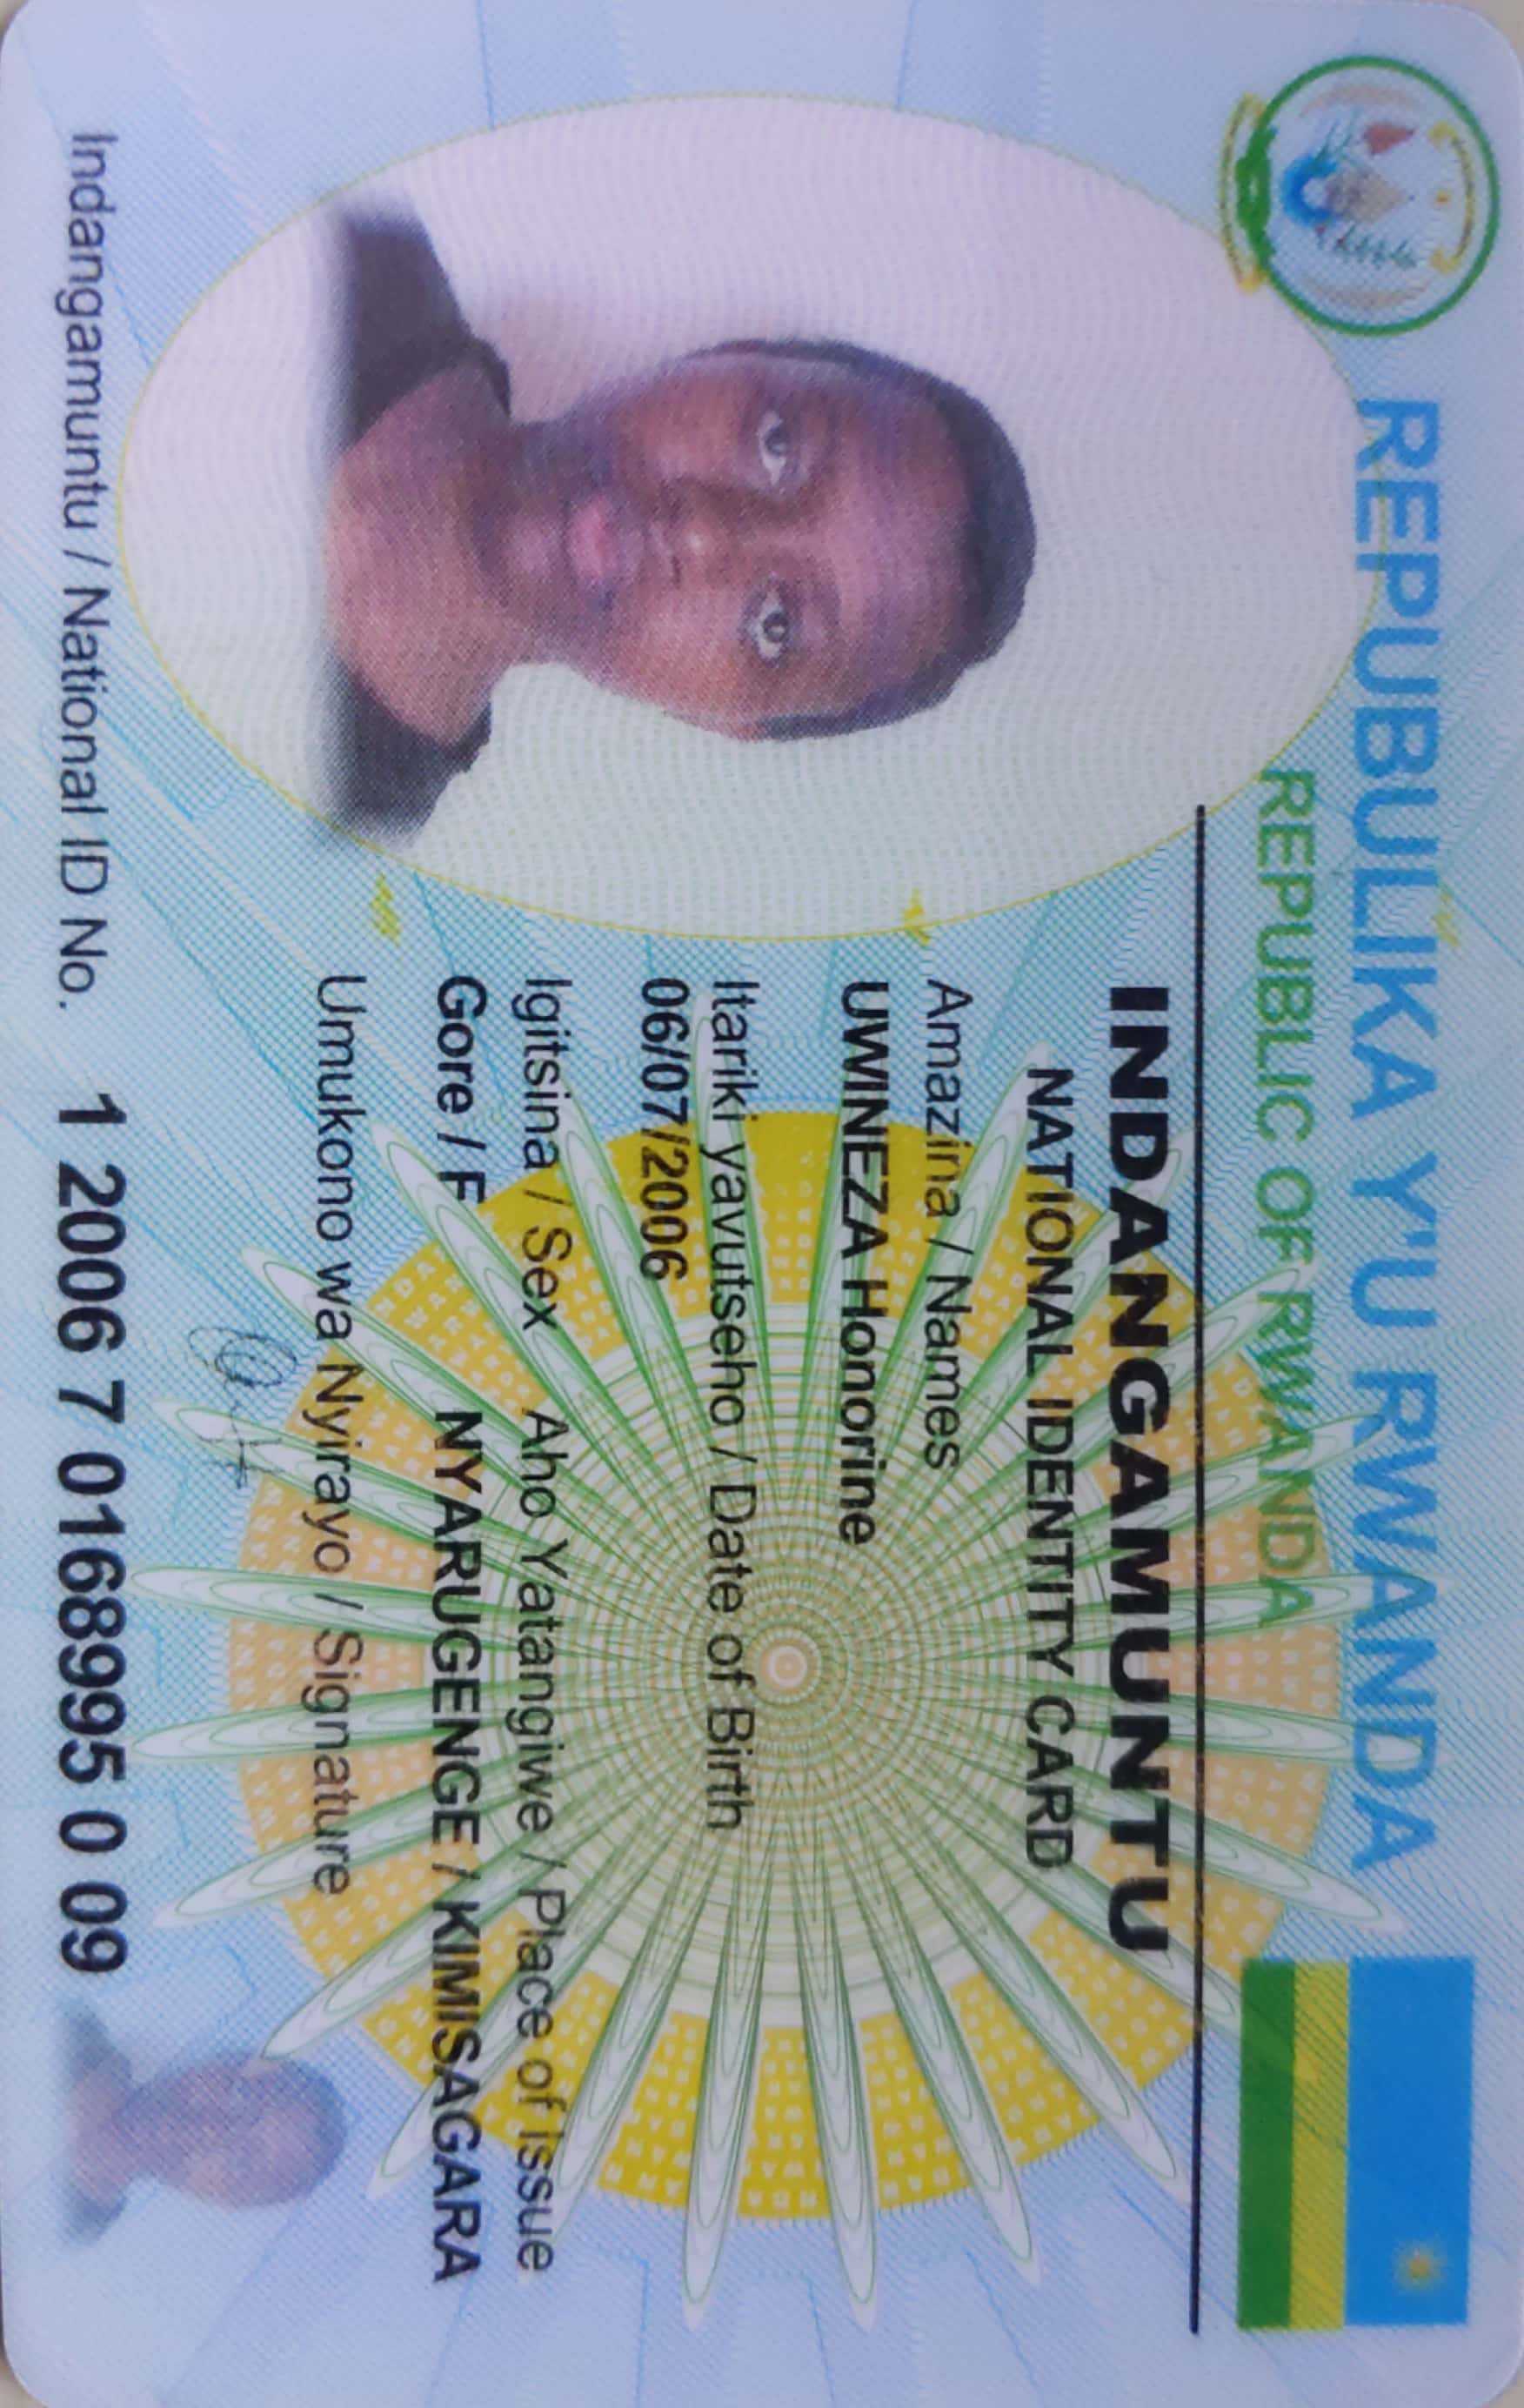 REPUBULIKA Y'U RWANDA
REPUBLIC OF RWANDA
INDANGAMUNTU
NATIONAL IDENTITY CARD
Amazina / Names
UWINEZA Honorine
Itariki yavutseho / Date of Birth
06/07/2006
Igitsina / Sex Aho Yatangiwe / Place of Issue
Gore / F NYARUGENGE / KIMISAGARA
Umukono wa Nyirayo / Signature
Indangamuntu / National ID No. 1 2006 7 0168995 0 09